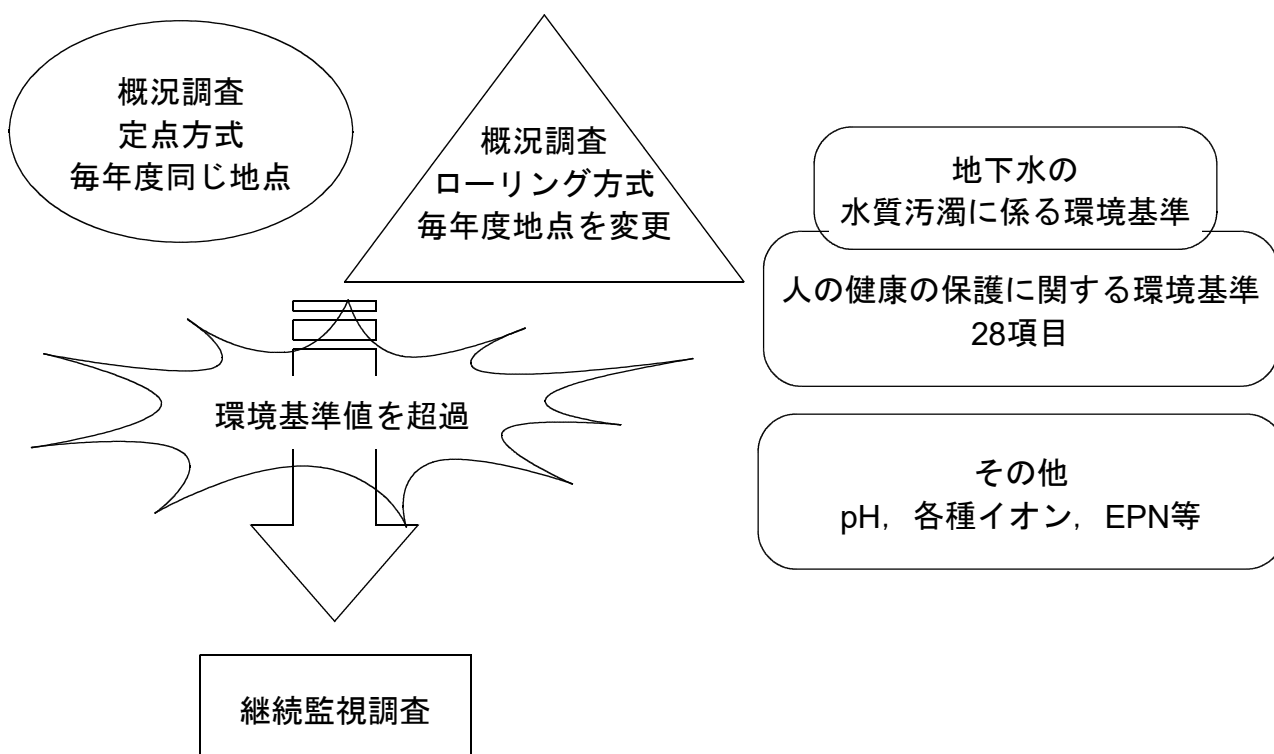 概況調査
定点方式
毎年度同じ地点
概況調査
ローリング方式
毎年度地点を変更
地下水の
水質汚濁に係る環境基準
人の健康の保護に関する環境基準
28項目
環境基準値を超過
その他
pH，各種イオン，EPN等
継続監視調査